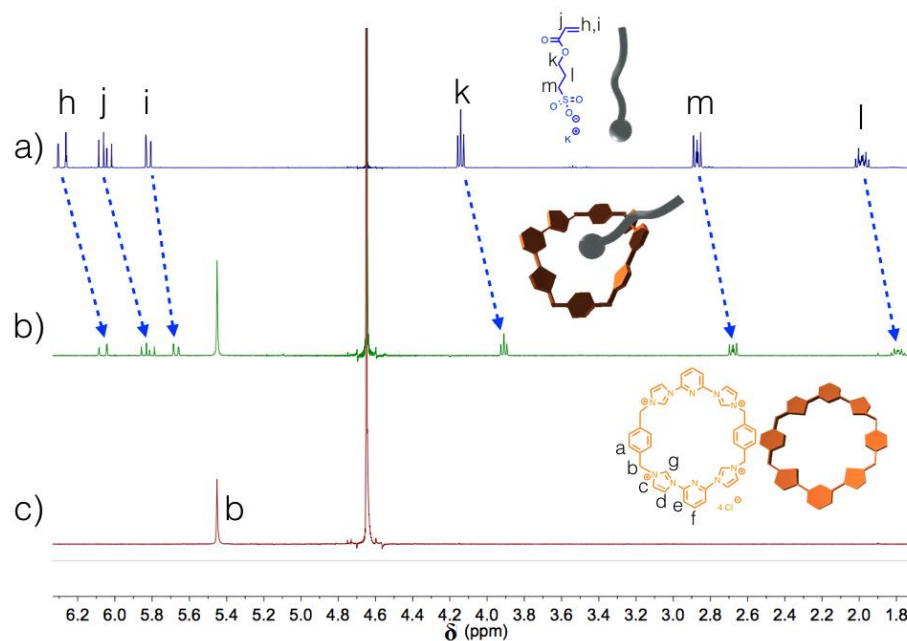 j h,i
O
O
k
l
m
O S O
O
⊖
⊕
K
h j i k m l
a)
b)
N N N N N
⊕ ⊕
a
b
g
⊕ N N N N N ⊕
c
d
N
e
f
4 Cl ⊖
c) b
6.2 6.0 5.8 5.6 5.4 5.2 5.0 4.8 4.6 4.4 4.2 4.0 3.8 3.6 3.4 3.2 3.0 2.8 2.6 2.4 2.2 2.0 1.8
δ (ppm)